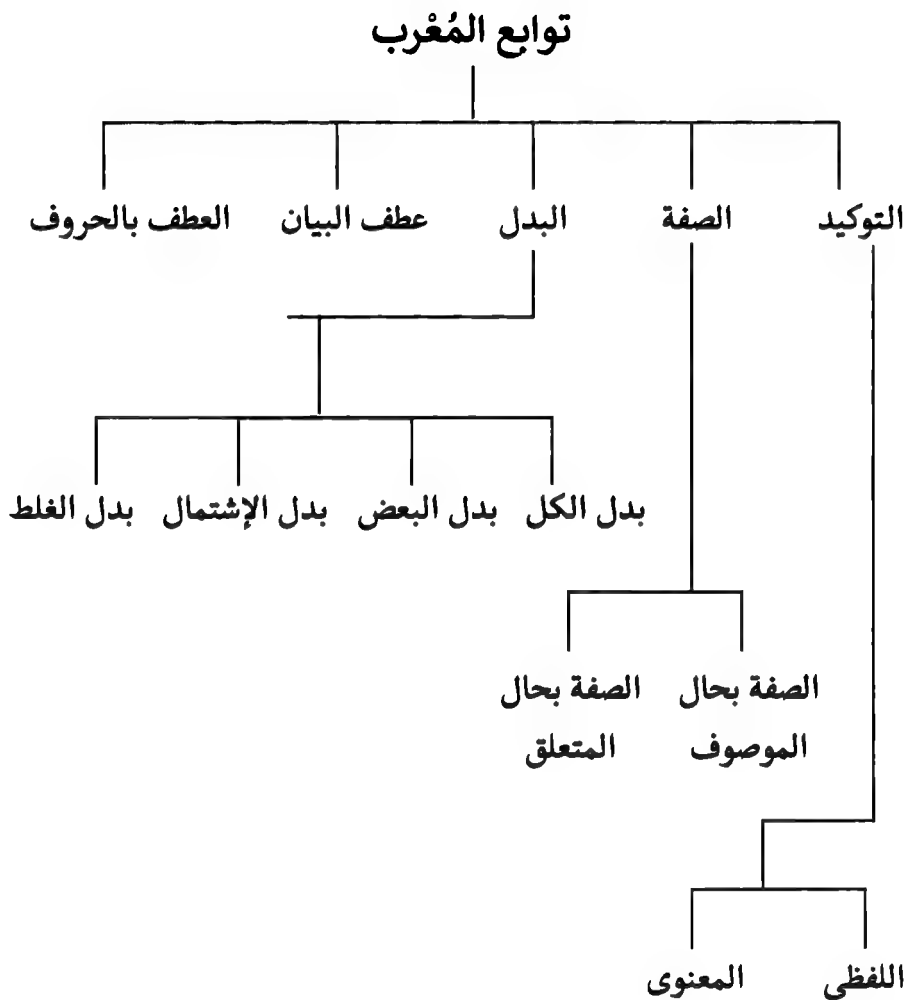 توابع المُعْرب
التوكيد الصفة البدل عطف البيان العطف بالحروف
بدل الكل بدل البعض بدل الإشتمال بدل الغلط
الصفة بحال الموصوف
الصفة بحال المتعلق
اللفظى المعنوى